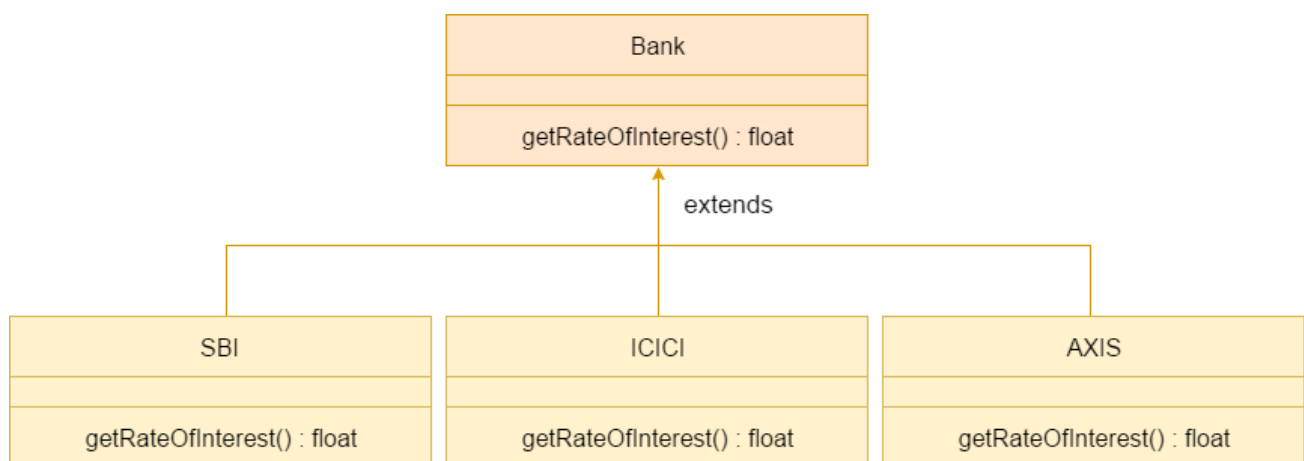 Bank
getRateOfInterest() : float
extends
SBI
ICICI
AXIS
getRateOfInterest() : float
getRateOfInterest() : float
getRateOfInterest() : float